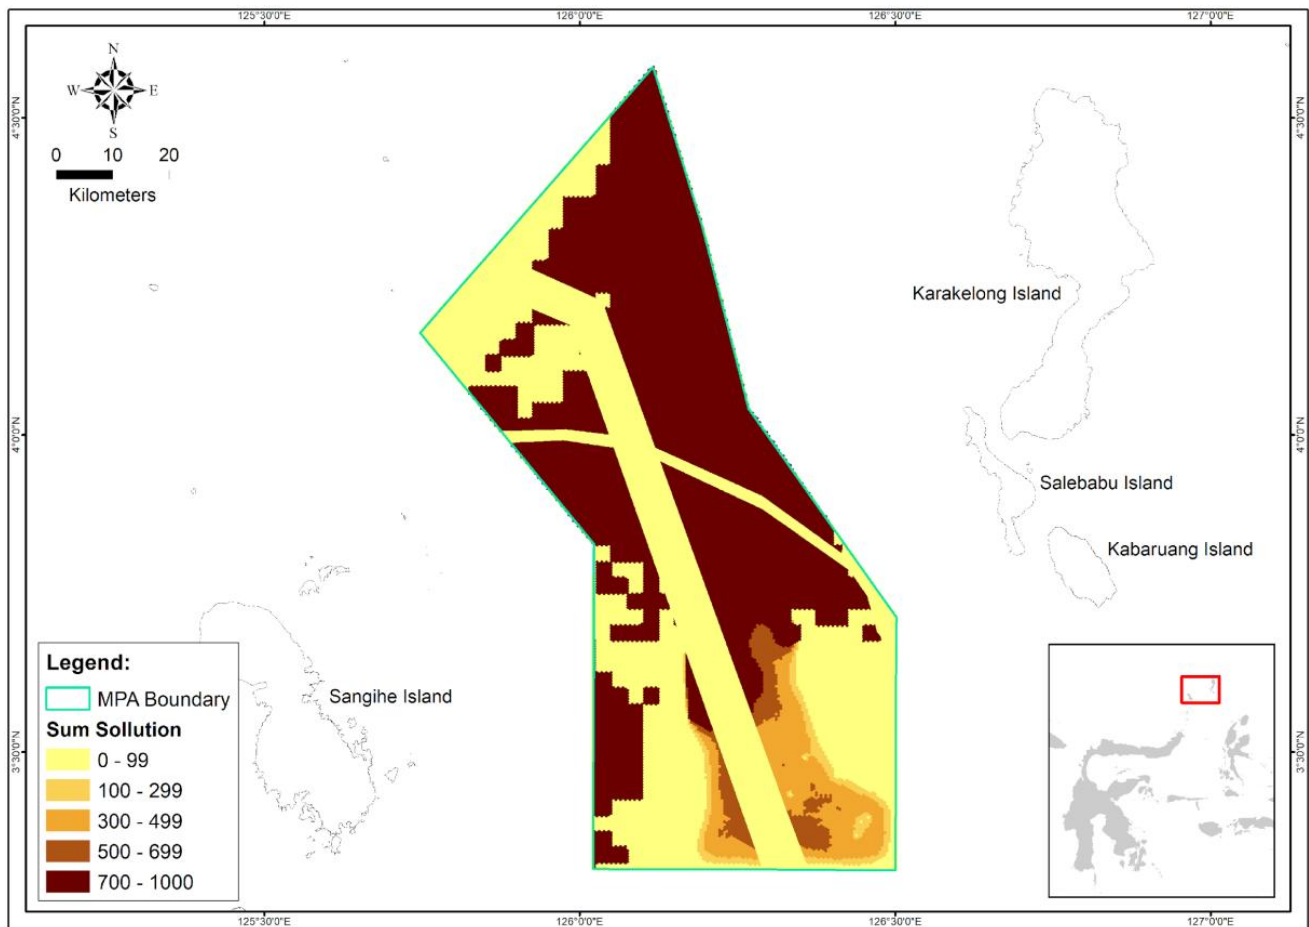 125°30'0"E 126°0'0"E 126°30'0"E 127°0'0"E
N
W E
S
0 10 20
Kilometers
4°30'0"N 4°30'0"N
Karakelong Island
4°0'0"N 4°0'0"N
Salebabu Island
Kabaruang Island
Sangihe Island
3°30'0"N 3°30'0"N
Legend:
MPA Boundary
Sum Sollution
0 - 99
100 - 299
300 - 499
500 - 699
700 - 1000
125°30'0"E 126°0'0"E 126°30'0"E 127°0'0"E